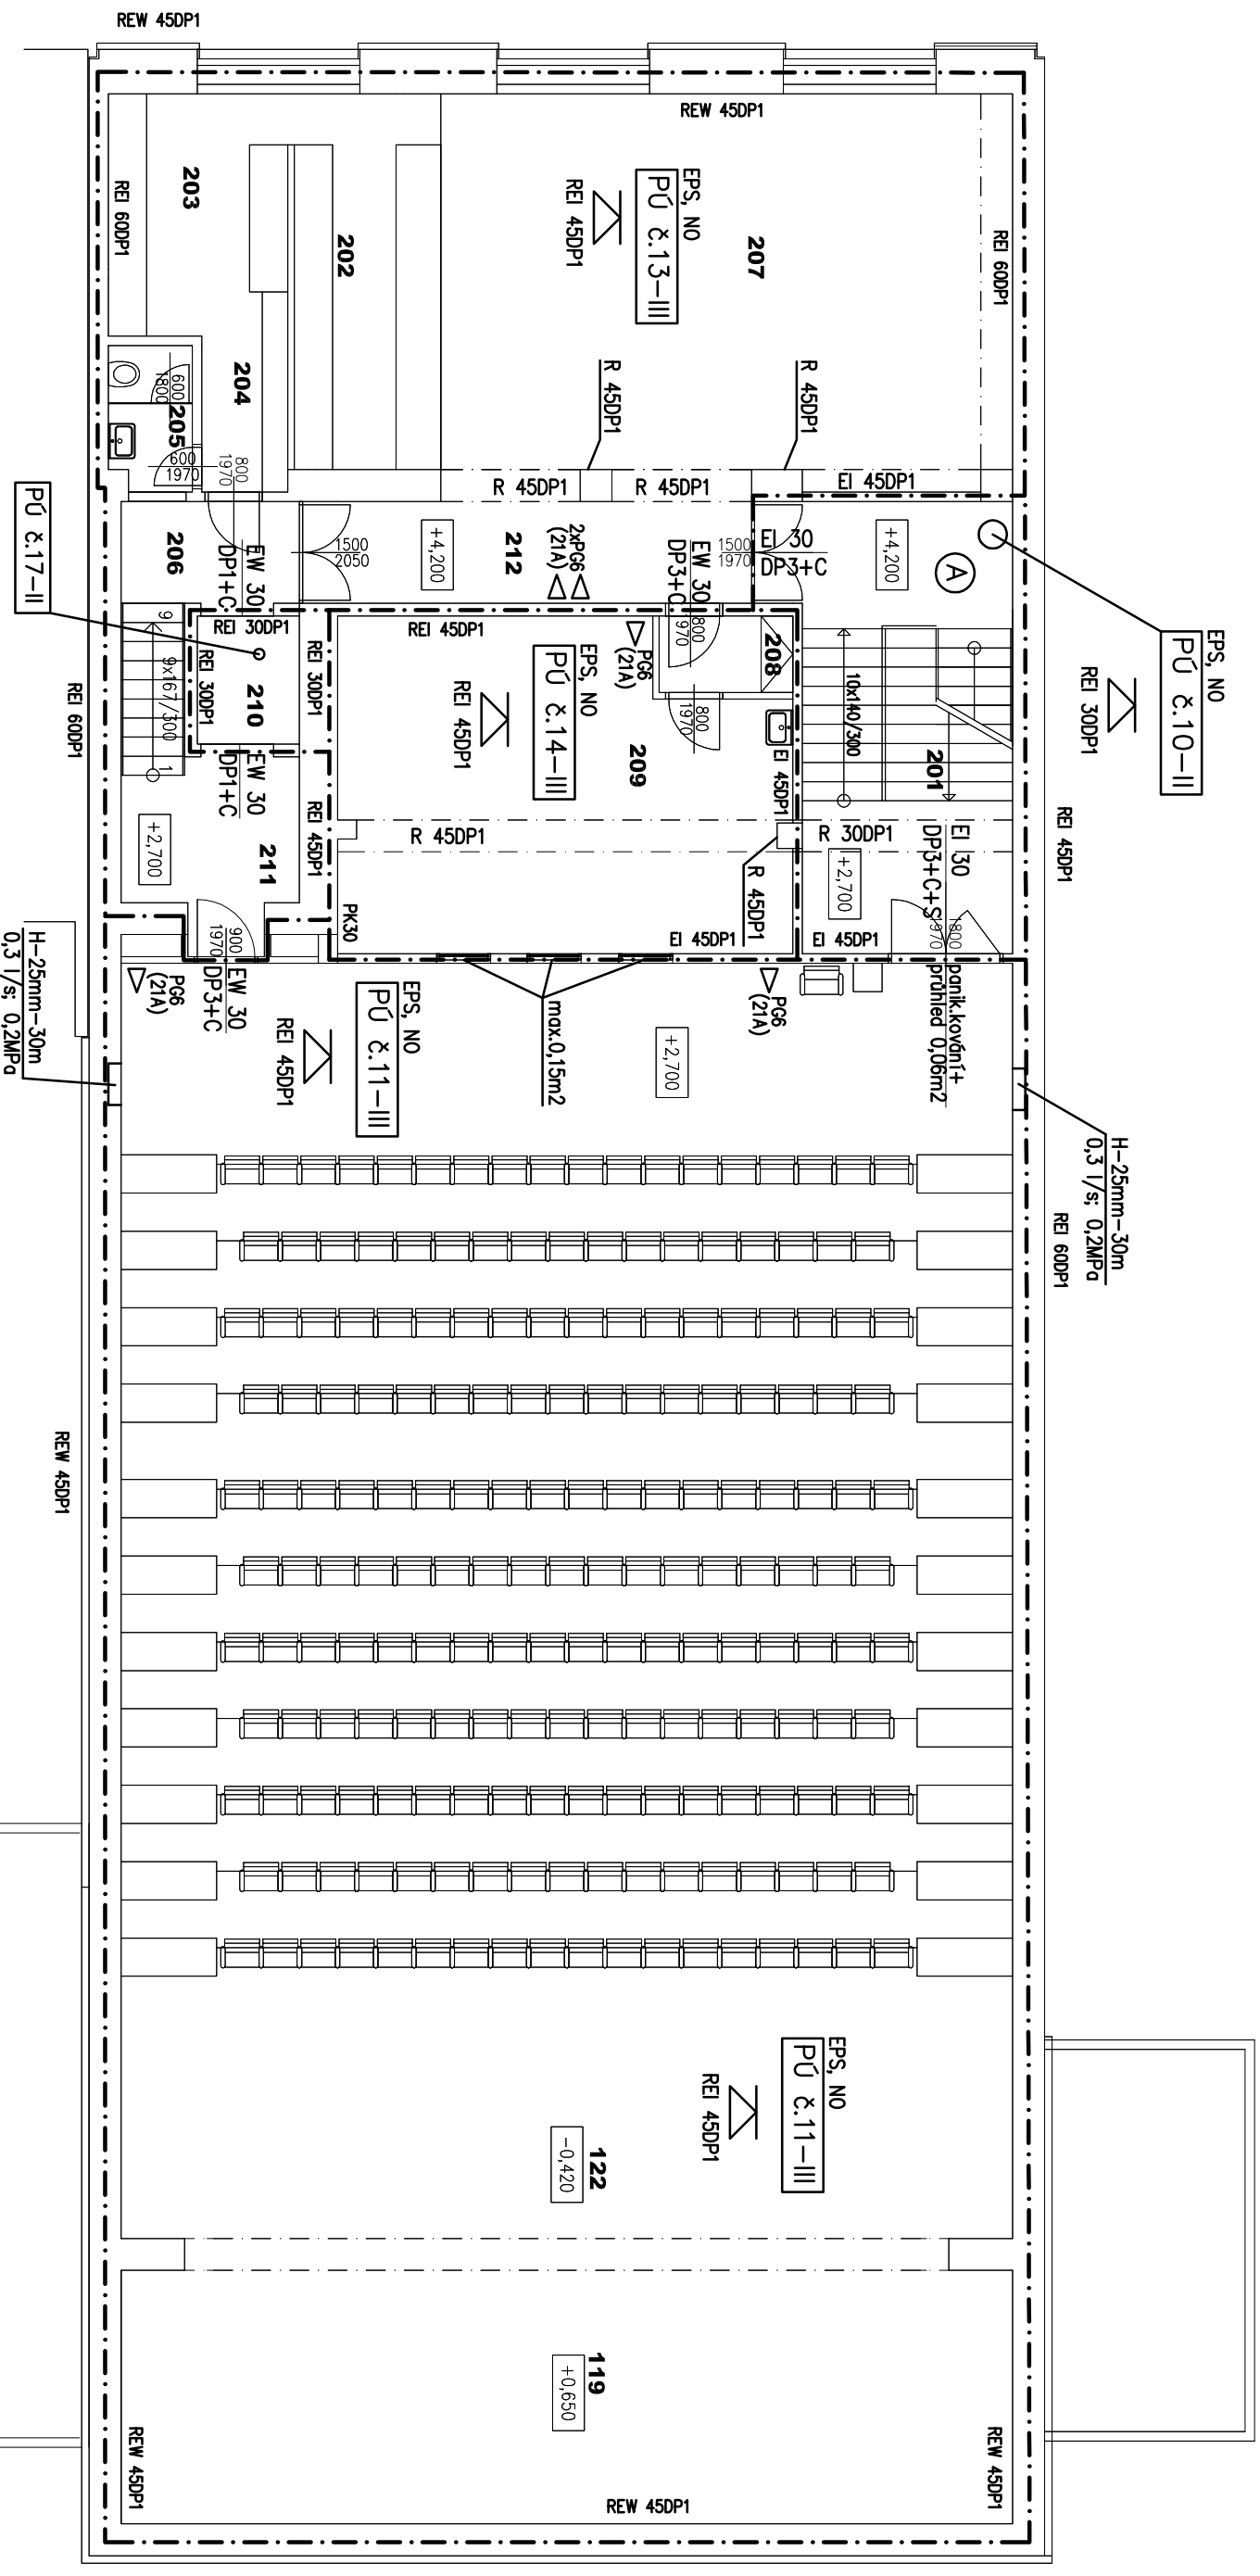 REW 45DP1
REW 45DP1
REI 60DP1
REI 60DP1
203
202
207
EPS, NO
PÚ č.13–III
REI 45DP1
204
205
600
1800
600
1970
800
1970
R 45DP1
R 45DP1
R 45DP1
R 45DP1
EI 45DP1
PÚ č.17–II
206
EW 30
DP1+C
1500
2050
+4,200
212
2xPG6
(21A)
EW 30
DP3+C
800
1970
1500
1970
EI 30
DP3+C
+4,200
A
EPS, NO
PÚ č.10–II
REI 30DP1
REI 30DP1
REI 30DP1
REI 30DP1
210
9
9x167/300
1
REI 60DP1
REI 45DP1
EPS, NO
PÚ č.14–III
REI 45DP1
PG6
(21A)
208
209
800
1970
EI 45DP1
10x140/300
201
REI 45DP1
EW 30
DP1+C
+2,700
211
REI 45DP1
R 45DP1
R 45DP1
R 30DP1
+2,700
EI 30
DP3+C+S
1800
1970
EI 45DP1
EI 45DP1
PK30
900
1970
EW 30
DP3+C
PG6
(21A)
H–25mm–30m
0,3 l/s; 0,2MPa
EPS, NO
PÚ č.11–III
REI 45DP1
max.0,15m2
+2,700
PG6
(21A)
panik.kování+
průhled 0,06m2
H–25mm–30m
0,3 l/s; 0,2MPa
REI 60DP1
REW 45DP1
EPS, NO
PÚ č.11–III
REI 45DP1
122
–0,420
119
+0,650
REW 45DP1
REW 45DP1
REW 45DP1